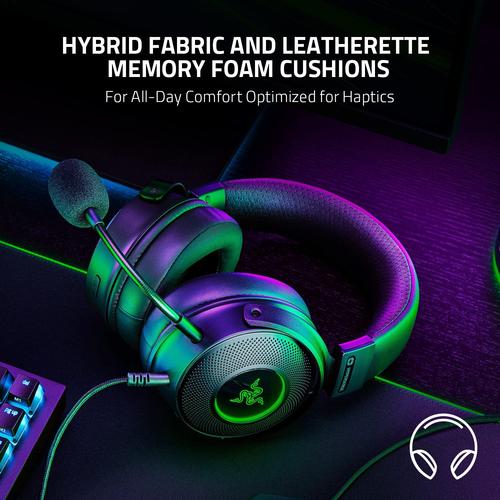 HYBRID FABRIC AND LEATHERETTE
MEMORY FOAM CUSHIONS
For All-Day Comfort Optimized for Haptics